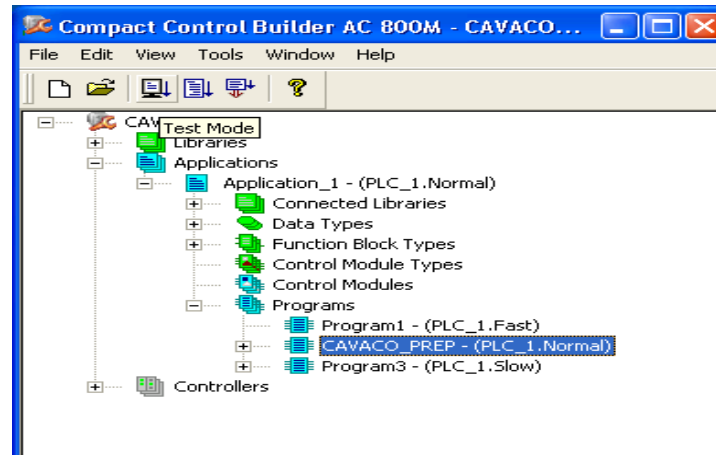 Compact Control Builder AC 800M - CAVACO...
File Edit View Tools Window Help
CAV
Test Mode
Libraries
Applications
Application_1 - (PLC_1.Normal)
Connected Libraries
Data Types
Function Block Types
Control Module Types
Control Modules
Programs
Program1 - (PLC_1.Fast)
CAVACO_PREP - (PLC_1.Normal)
Program3 - (PLC_1.Slow)
Controllers